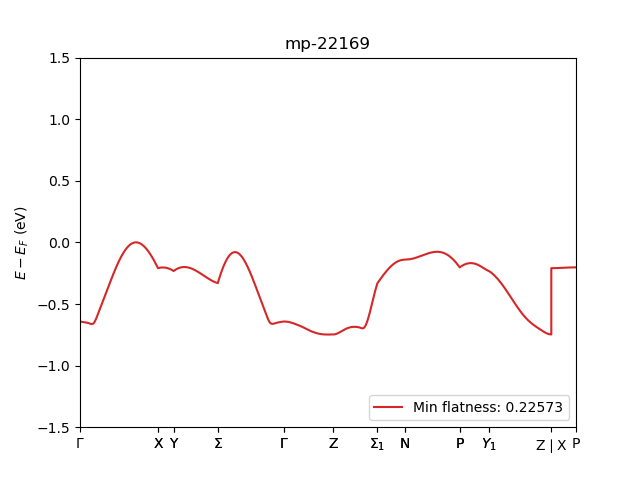 mp-22169
E − E_F (eV)
1.5
1.0
0.5
0.0
−0.5
−1.0
−1.5
Min flatness: 0.22573
Γ X Y Σ Γ Z Σ₁ N P Y₁ Z | X P